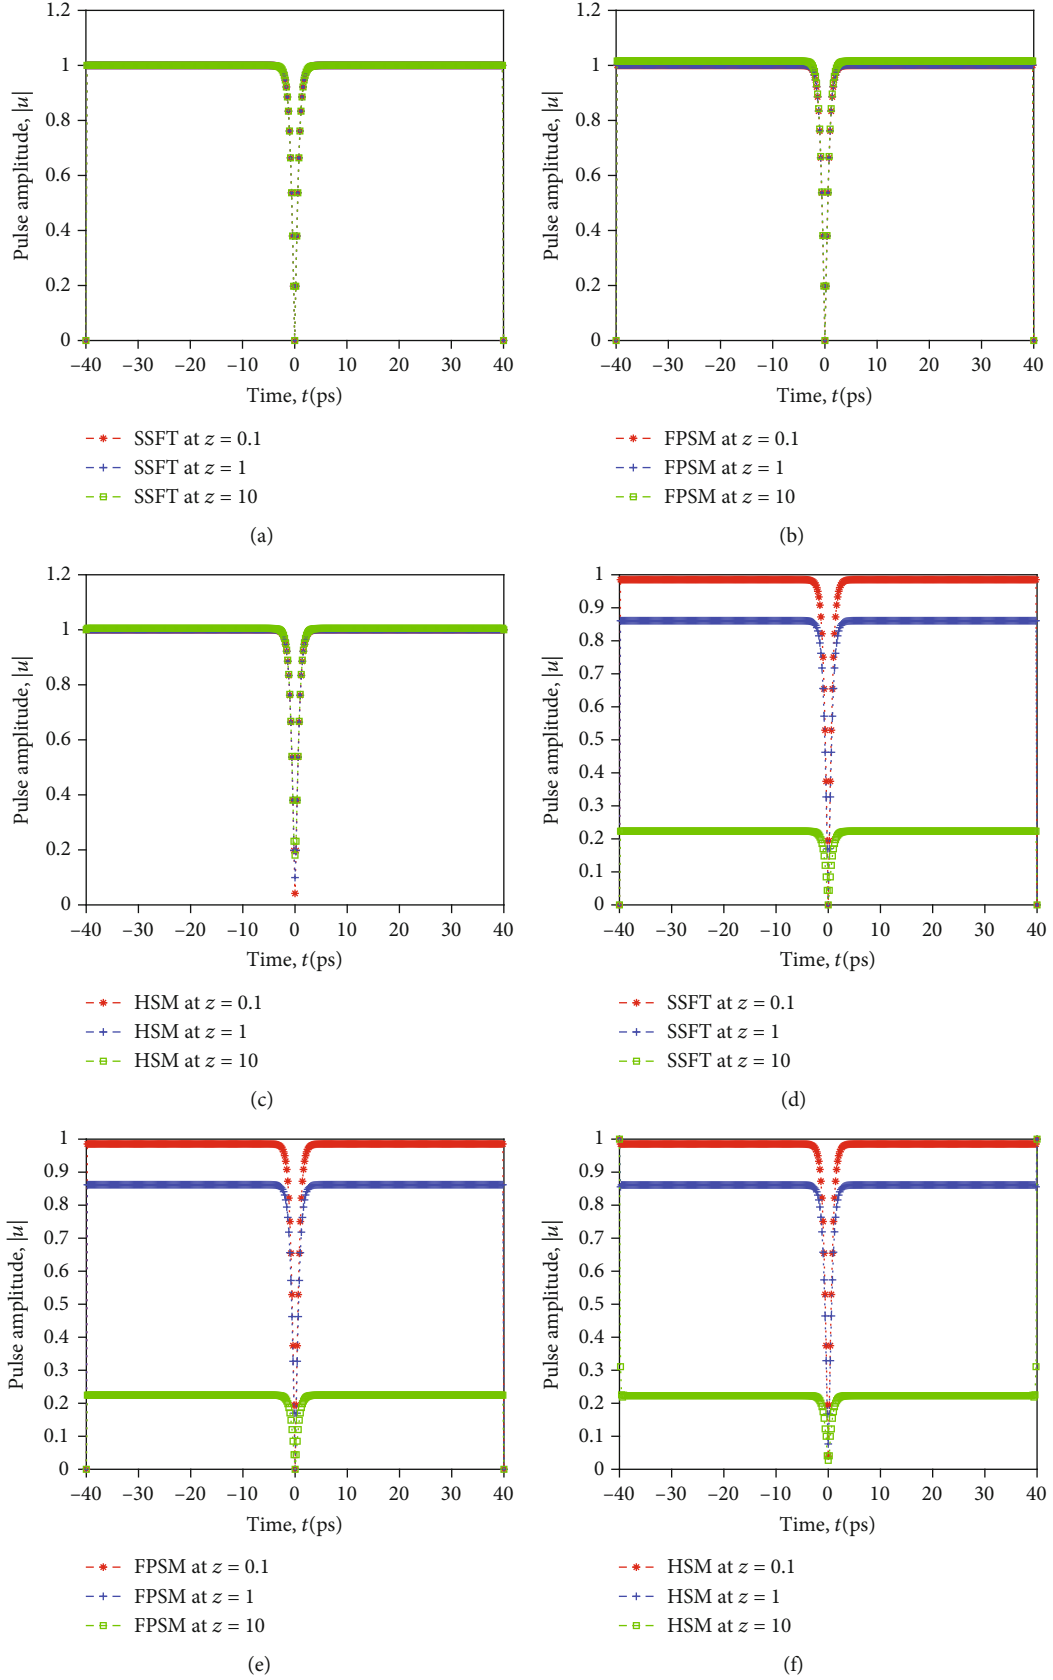 1.2
1
0.8
0.6
0.4
0.2
0
Pulse amplitude, |u|
−40 −30 −20 −10 0 10 20 30 40
Time, t(ps)
SSFT at z = 0.1
SSFT at z = 1
SSFT at z = 10
(a)
1.2
1
0.8
0.6
0.4
0.2
0
Pulse amplitude, |u|
−40 −30 −20 −10 0 10 20 30 40
Time, t(ps)
FPSM at z = 0.1
FPSM at z = 1
FPSM at z = 10
(b)
1.2
1
0.8
0.6
0.4
0.2
0
Pulse amplitude, |u|
−40 −30 −20 −10 0 10 20 30 40
Time, t(ps)
HSM at z = 0.1
HSM at z = 1
HSM at z = 10
(c)
1
0.9
0.8
0.7
0.6
0.5
0.4
0.3
0.2
0.1
0
Pulse amplitude, |u|
−40 −30 −20 −10 0 10 20 30 40
Time, t(ps)
SSFT at z = 0.1
SSFT at z = 1
SSFT at z = 10
(d)
1
0.9
0.8
0.7
0.6
0.5
0.4
0.3
0.2
0.1
0
Pulse amplitude, |u|
−40 −30 −20 −10 0 10 20 30 40
Time, t(ps)
FPSM at z = 0.1
FPSM at z = 1
FPSM at z = 10
(e)
1
0.9
0.8
0.7
0.6
0.5
0.4
0.3
0.2
0.1
0
Pulse amplitude, |u|
−40 −30 −20 −10 0 10 20 30 40
Time, t(ps)
HSM at z = 0.1
HSM at z = 1
HSM at z = 10
(f)